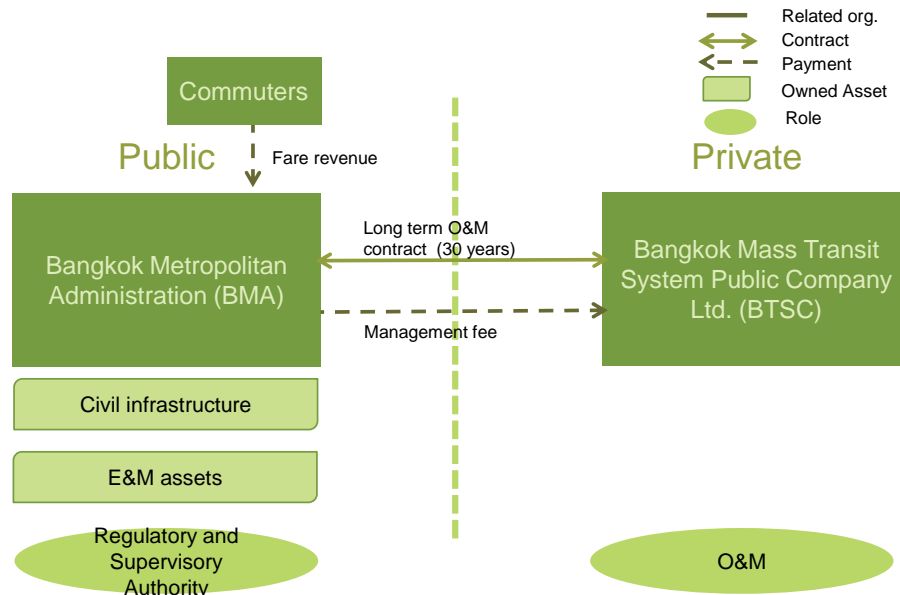 Related org.
Contract
Payment
Owned Asset
Role
Commuters
Public
Fare revenue
Private
Long term O&M
contract (30 years)
Bangkok Metropolitan
Administration (BMA)
Bangkok Mass Transit
System Public Company
Ltd. (BTSC)
Management fee
Civil infrastructure
E&M assets
Regulatory and
Supervisory
Authority
O&M